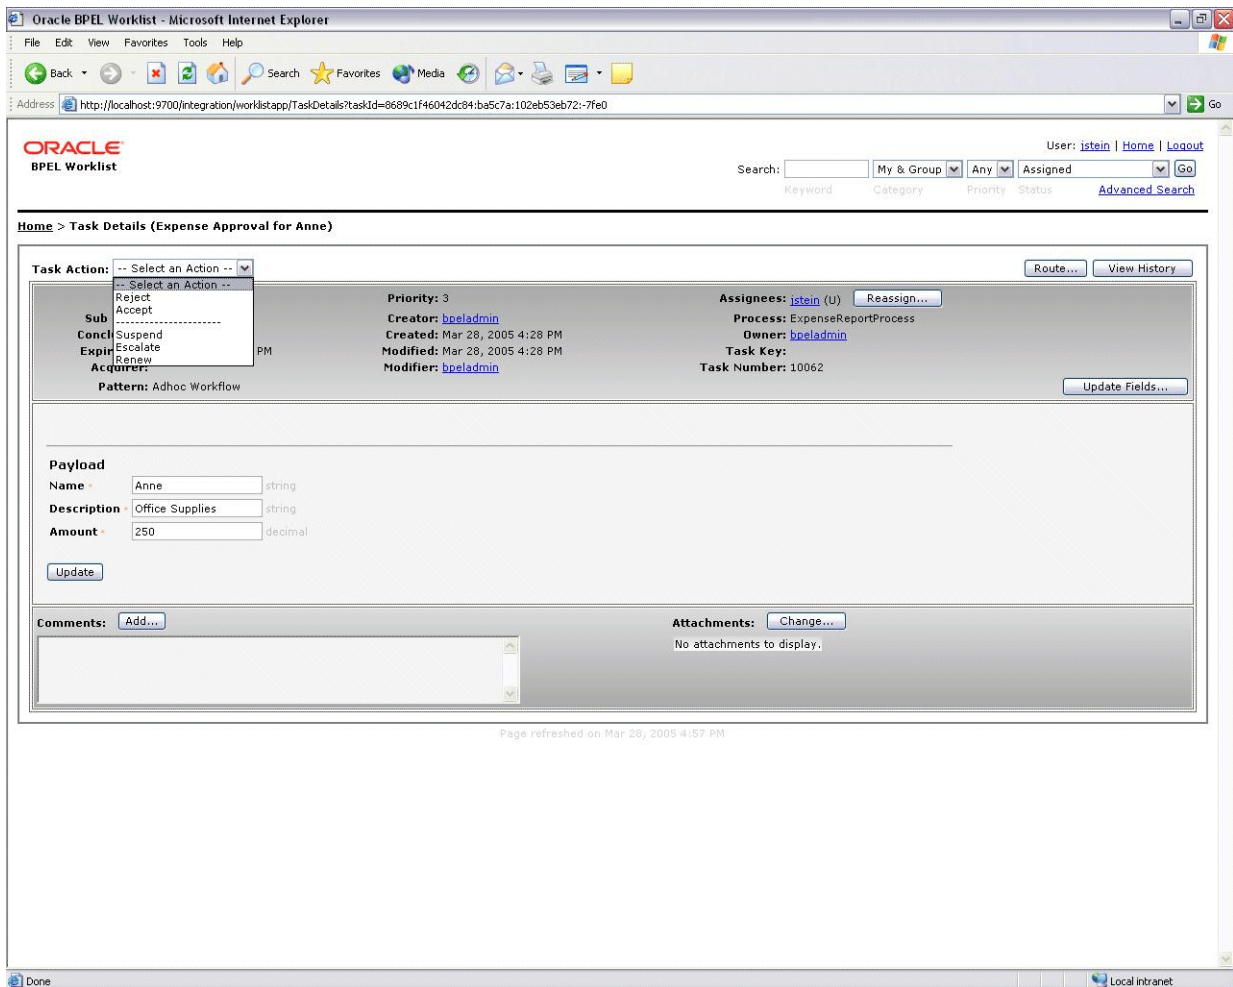 Oracle BPEL Worklist - Microsoft Internet Explorer
File Edit View Favorites Tools Help
Back Search Favorites Media
Address http://localhost:9700/integration/worklistapp/TaskDetails?taskId=8689c1f46042dc84:ba5c7a:102eb53eb72:-7fe0 Go
ORACLE
BPEL Worklist
User: jstein | Home | Logout
Search: My & Group Any Assigned Go
Keyword Category Priority Status Advanced Search
Home > Task Details (Expense Approval for Anne)
Task Action: -- Select an Action -- Route... View History
-- Select an Action --
Reject
Accept
----------------------
Suspend
Escalate
Renew
Priority: 3 Assignees: jstein (U) Reassign...
Sub Creator: bpeladmin Process: ExpenseReportProcess
Concl Created: Mar 28, 2005 4:28 PM Owner: bpeladmin
Expir PM Modified: Mar 28, 2005 4:28 PM Task Key:
Acquirer: Modifier: bpeladmin Task Number: 10062
Pattern: Adhoc Workflow Update Fields...
Payload
Name * Anne string
Description * Office Supplies string
Amount * 250 decimal
Update
Comments: Add... Attachments: Change...
No attachments to display.
Page refreshed on Mar 28, 2005 4:57 PM
Done Local intranet